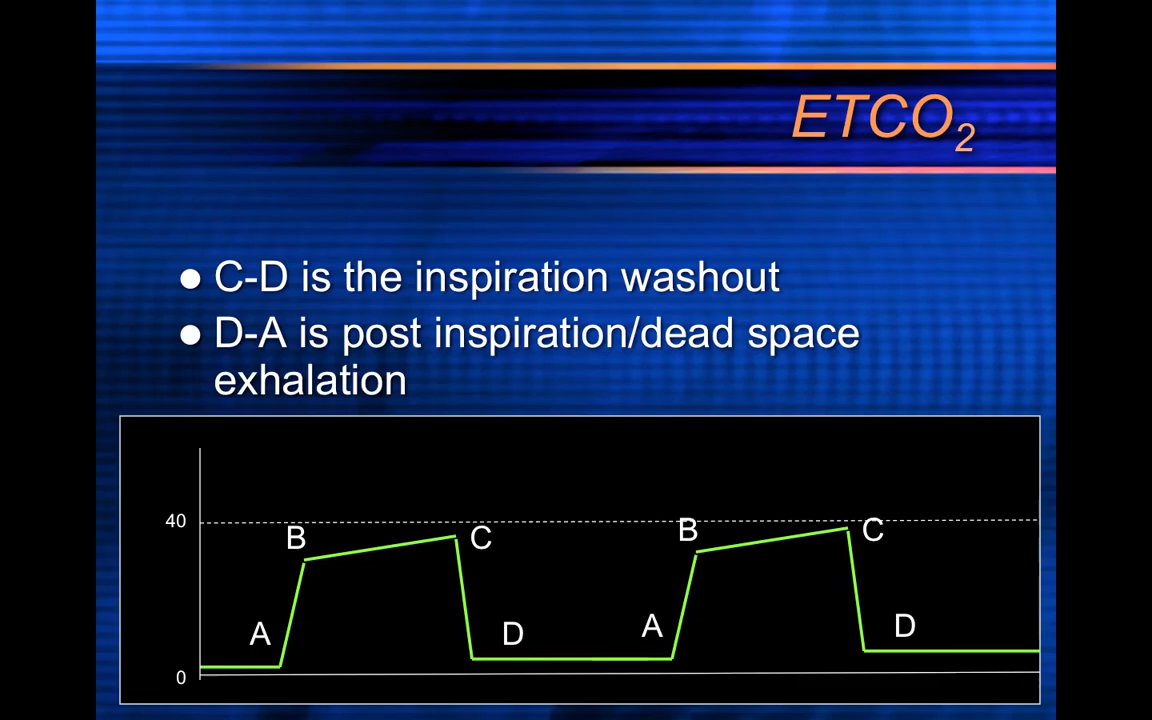 ETCO₂
● C-D is the inspiration washout
● D-A is post inspiration/dead space
exhalation
40
B
C
B
C
A
D
A
D
0